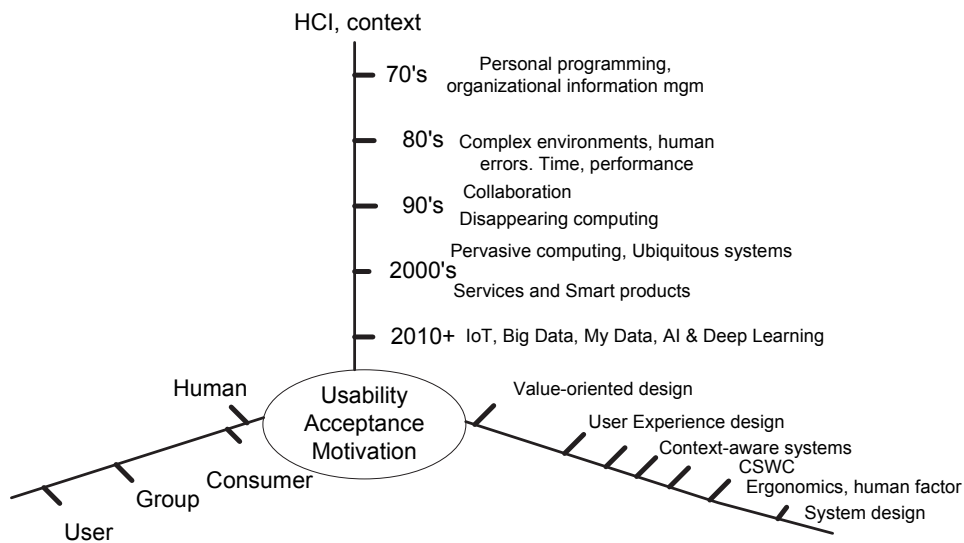 HCI, context
70's
Personal programming,
organizational information mgm
80's
Complex environments, human
errors. Time, performance
Collaboration
90's
Disappearing computing
Pervasive computing, Ubiquitous systems
2000's
Services and Smart products
2010+ IoT, Big Data, My Data, AI & Deep Learning
Usability
Acceptance
Motivation
Human
Consumer
Group
User
Value-oriented design
User Experience design
Context-aware systems
CSWC
Ergonomics, human factor
System design